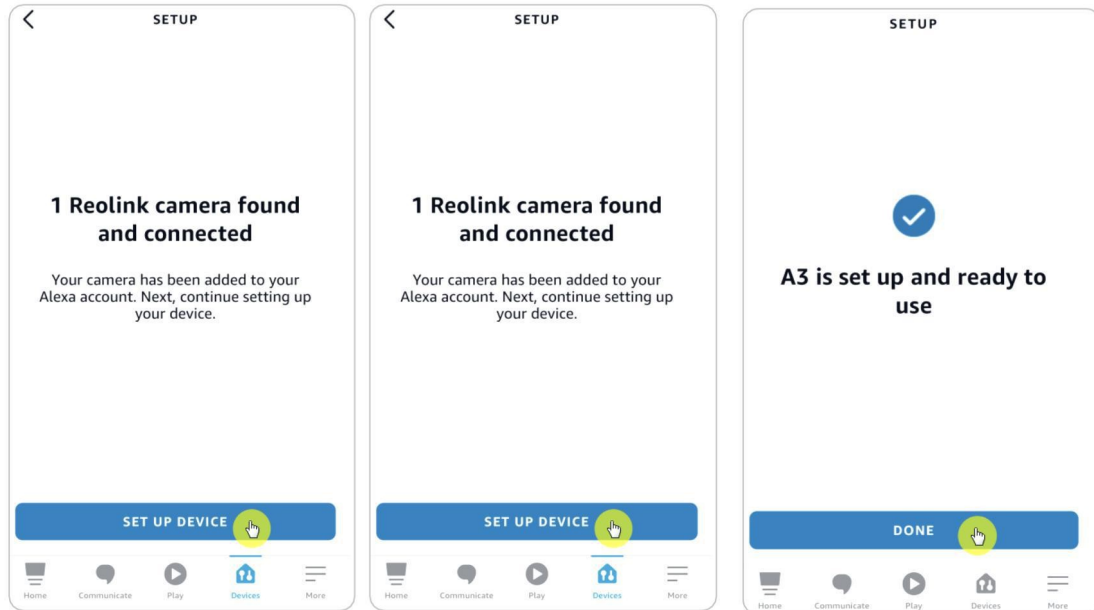 SETUP
1 Reolink camera found
and connected
Your camera has been added to your
Alexa account. Next, continue setting up
your device.
SET UP DEVICE
Home Communicate Play Devices More
SETUP
1 Reolink camera found
and connected
Your camera has been added to your
Alexa account. Next, continue setting up
your device.
SET UP DEVICE
Home Communicate Play Devices More
SETUP
A3 is set up and ready to
use
DONE
Home Communicate Play Devices More